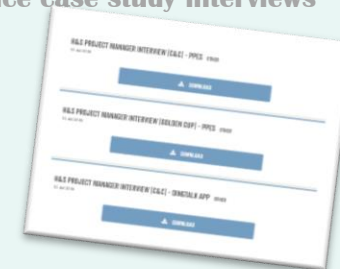 ice case study interviews
H&S PROJECT MANAGER INTERVIEW (C&C) - PPES
DOWNLOAD
H&S PROJECT MANAGER INTERVIEW (GOLDEN CUP) - PPES
DOWNLOAD
H&S PROJECT MANAGER INTERVIEW (C&C) - DINGTALK APP
DOWNLOAD